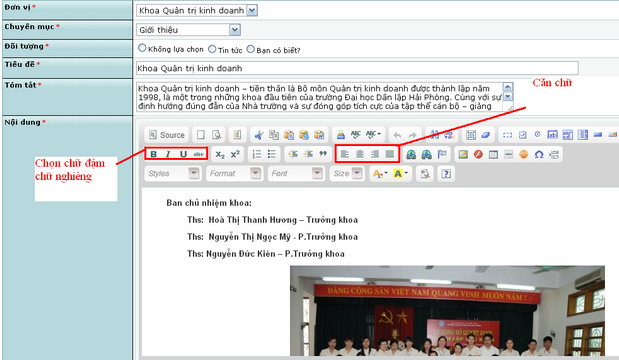 Đơn vị * Khoa Quản trị kinh doanh
Chuyên mục * Giới thiệu
Đối tượng * Không lựa chọn Tin tức Bạn có biết?
Tiêu đề * Khoa Quản trị kinh doanh
Tóm tắt * Khoa Quản trị kinh doanh – tiền thân là Bộ môn Quản trị kinh doanh được thành lập năm
1998, là một trong những khoa đầu tiên của trường Đại học Dân lập Hải Phòng. Cùng với sự
định hướng đúng đắn của Nhà trường và sự đóng góp tích cực của tập thể cán bộ – giảng
Căn chữ
Nội dung *
Source
ABC ABC
Chọn chữ đậm
chữ nghiêng
B I U abc X₂ X²
Styles Format Font Size A A
Ban chủ nhiệm khoa:
Ths: Hoà Thị Thanh Hương – Trưởng khoa
Ths: Nguyễn Thị Ngọc Mỹ - P.Trưởng khoa
Ths: Nguyễn Đức Kiên – P.Trưởng khoa
ĐẢNG CỘNG SẢN VIỆT NAM QUANG VINH MUÔN NĂM